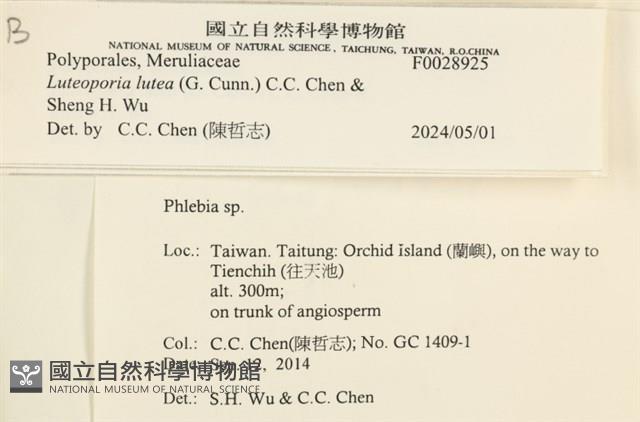 B
國立自然科學博物館
NATIONAL MUSEUM OF NATURAL SCIENCE, TAICHUNG, TAIWAN, R.O.CHINA
Polyporales, Meruliaceae F0028925
Luteoporia lutea (G. Cunn.) C.C. Chen &
Sheng H. Wu
Det. by C.C. Chen (陳哲志) 2024/05/01
Phlebia sp.
Loc.: Taiwan. Taitung: Orchid Island (蘭嶼), on the way to
Tienchih (往天池)
alt. 300m;
on trunk of angiosperm
Col.: C.C. Chen(陳哲志); No. GC 1409-1
12, 2014
國立自然科學博物館
NATIONAL MUSEUM OF NATURAL SCIENCE
Det.: S.H. Wu & C.C. Chen